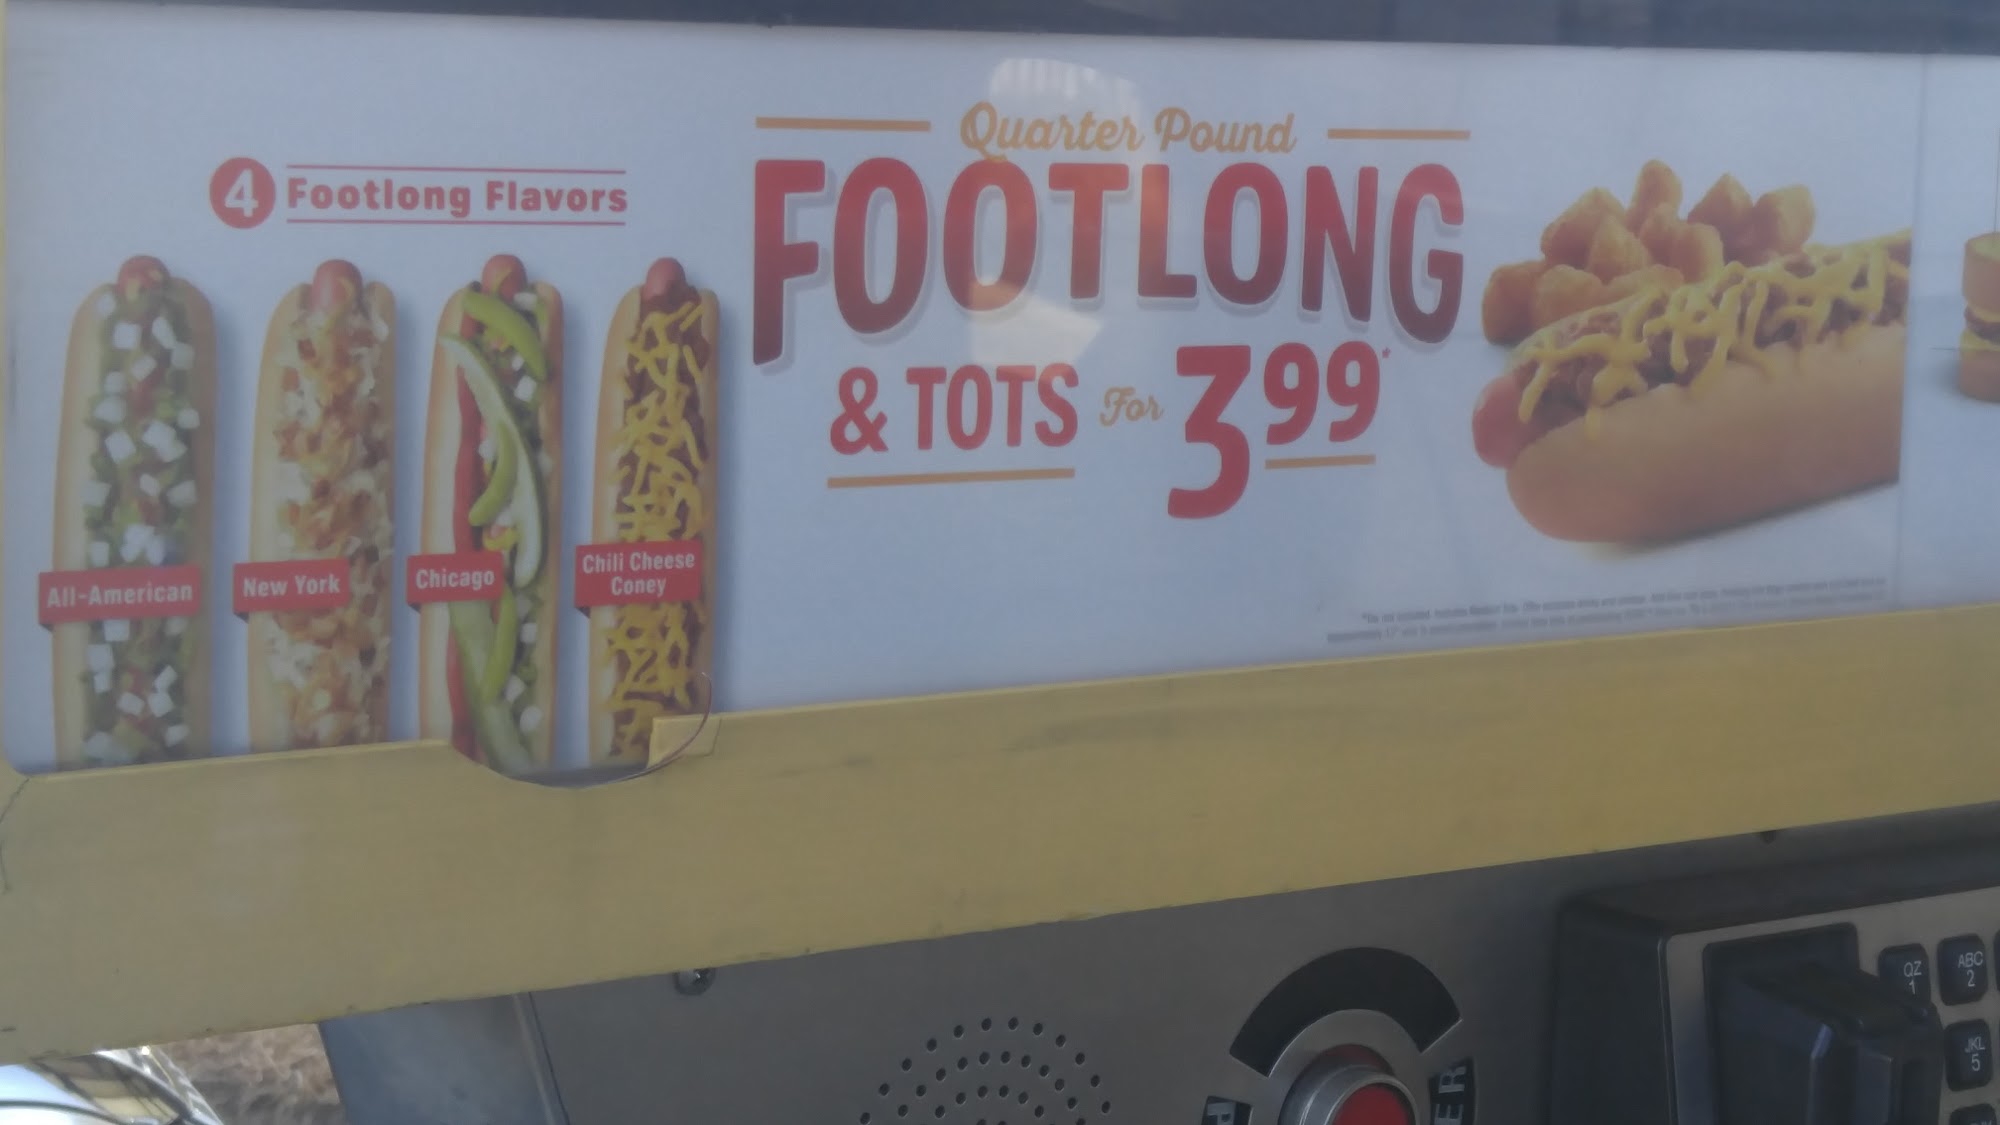 4 Footlong Flavors
All-American
New York
Chicago
Chili Cheese
Coney
Quarter Pound
FOOTLONG
& TOTS For 3.99*
QZ
1
ABC
2
JKL
5
ER